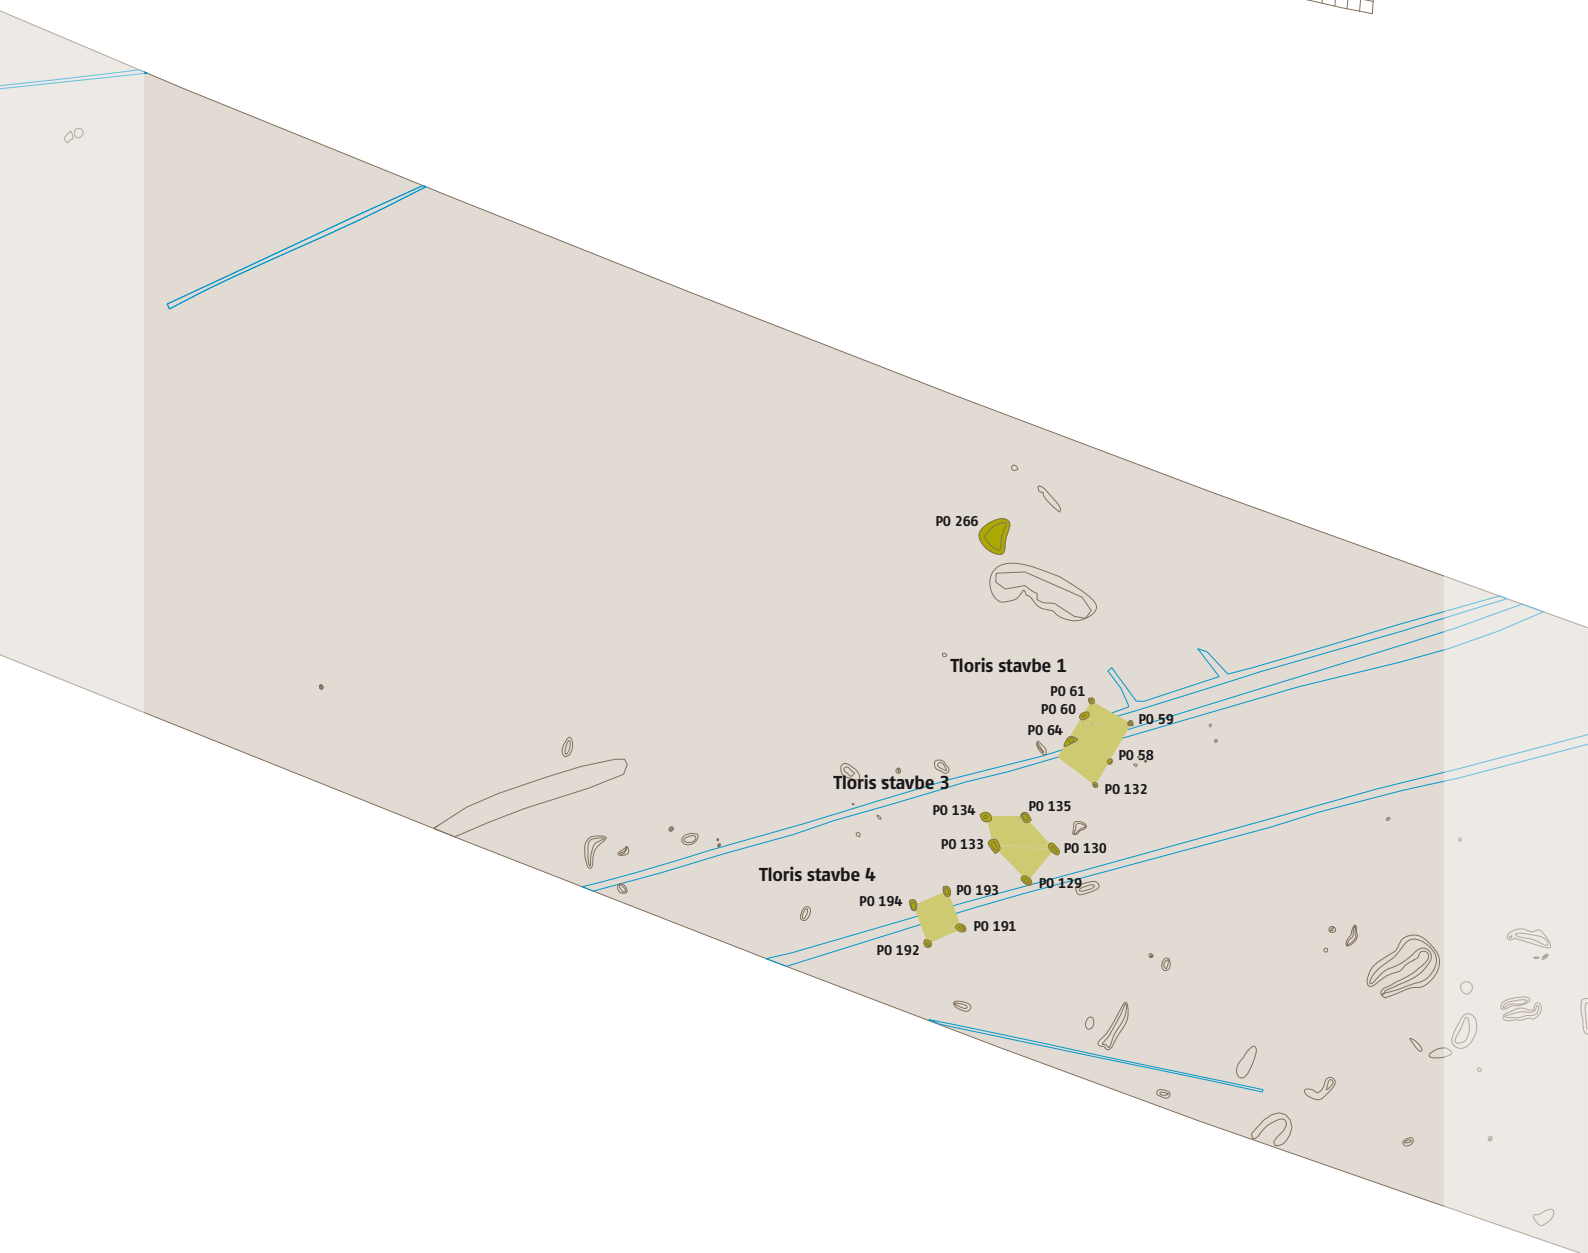 PO 266
Tloris stavbe 1
PO 61
PO 60
PO 59
PO 64
PO 58
Tloris stavbe 3
PO 132
PO 135
PO 134
PO 133
PO 130
Tloris stavbe 4
PO 129
PO 193
PO 194
PO 191
PO 192